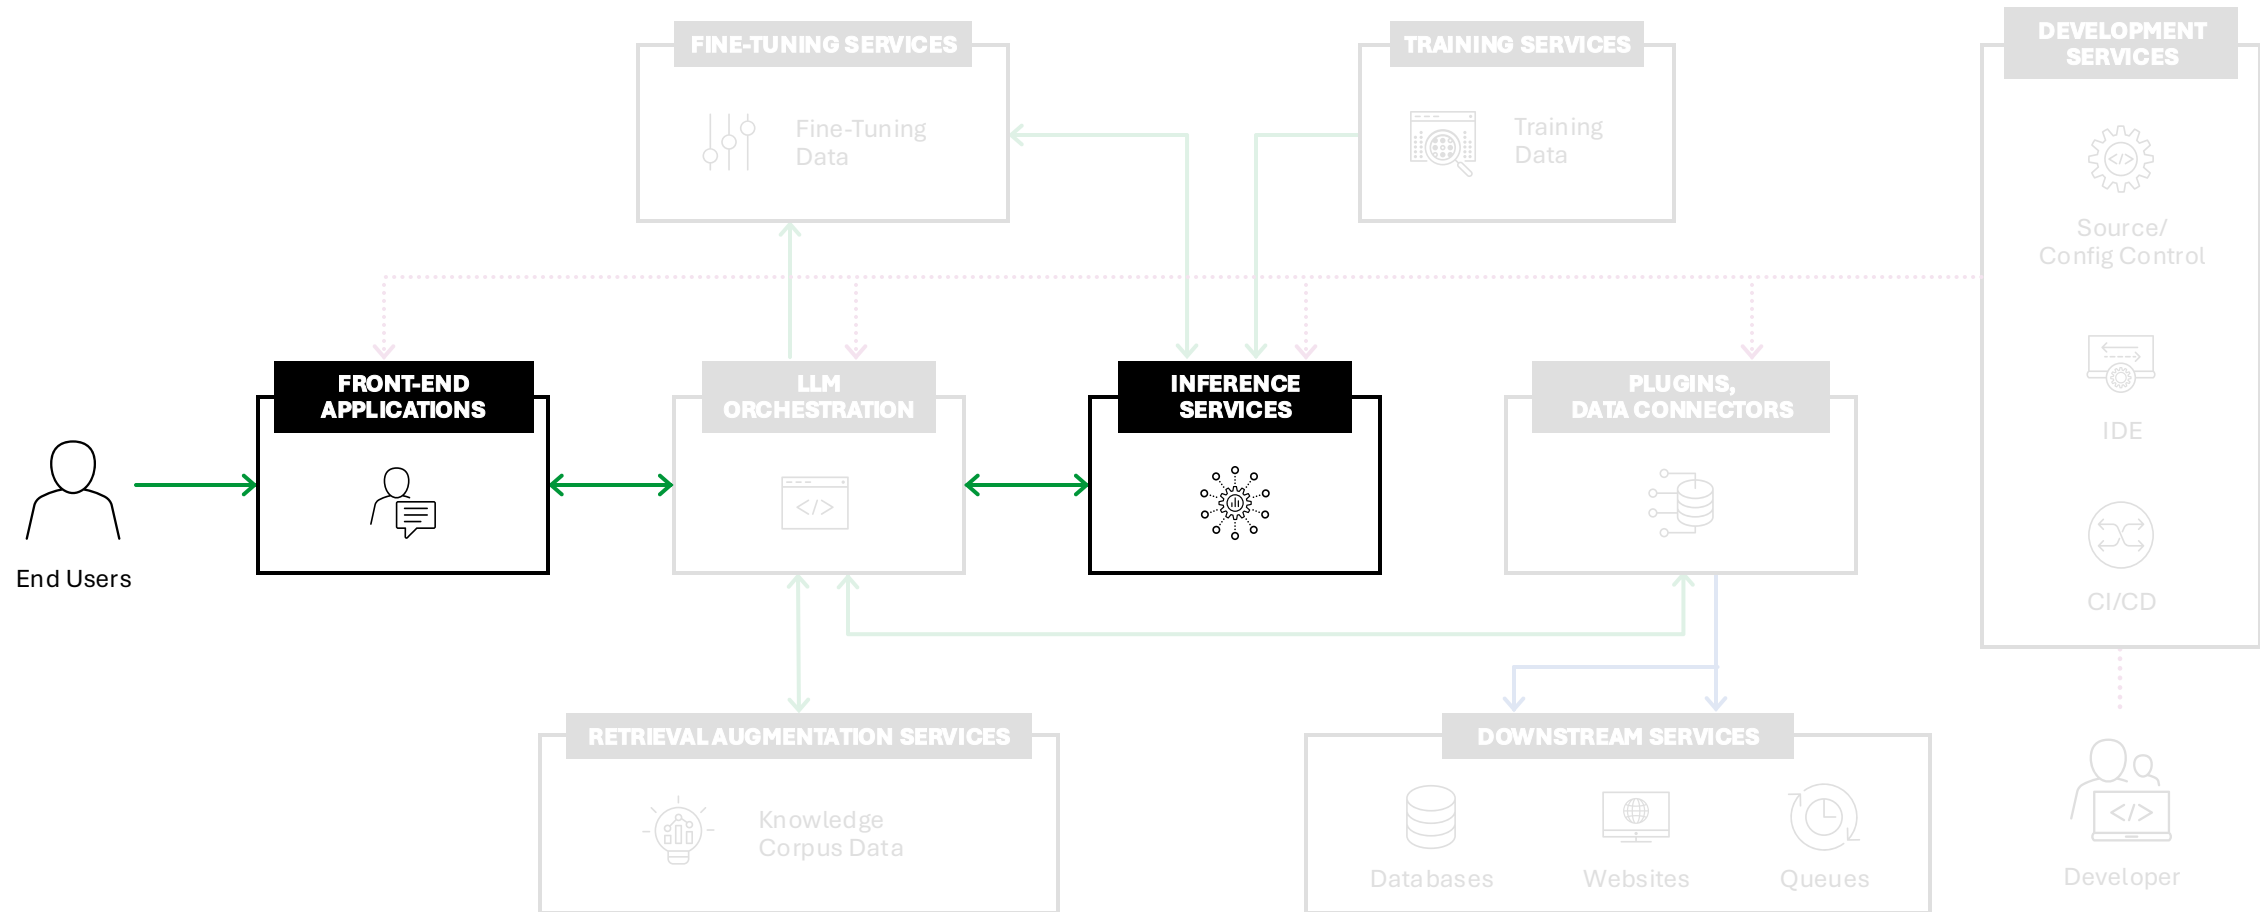 FINE-TUNING SERVICES
Fine-Tuning
Data
TRAINING SERVICES
Training
Data
DEVELOPMENT
SERVICES
Source/
Config Control
IDE
CI/CD
FRONT-END
APPLICATIONS
LLM
ORCHESTRATION
INFERENCE
SERVICES
PLUGINS,
DATA CONNECTORS
End Users
RETRIEVAL AUGMENTATION SERVICES
Knowledge
Corpus Data
DOWNSTREAM SERVICES
Databases
Websites
Queues
Developer